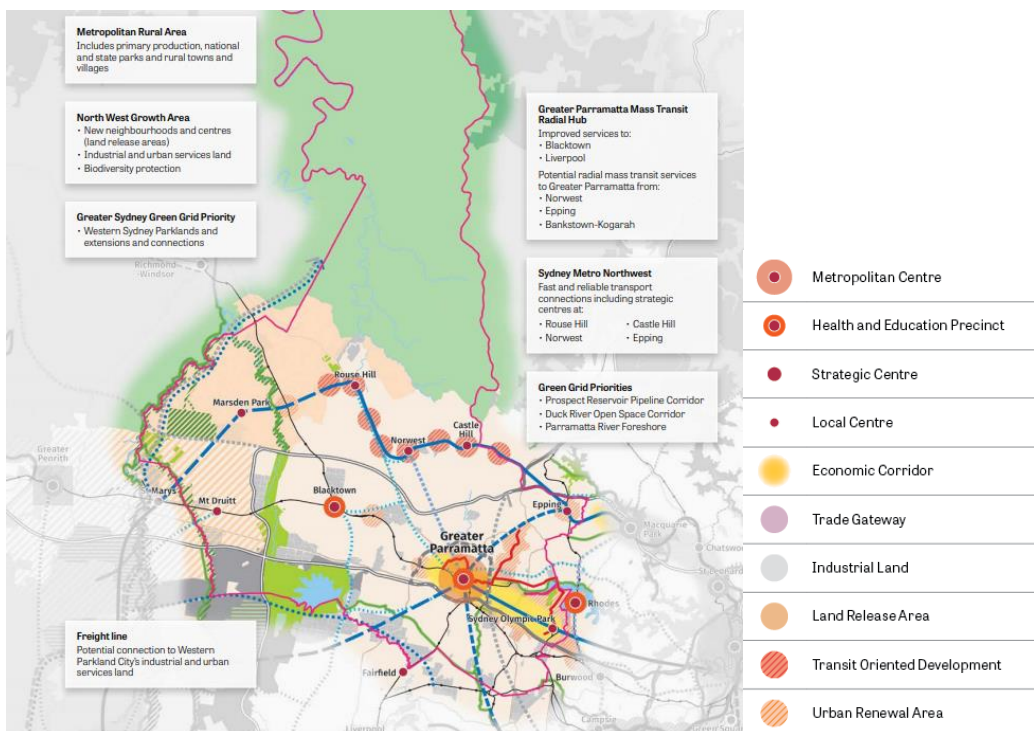 Metropolitan Rural Area
Includes primary production, national
and state parks and rural towns and
villages
North West Growth Area
• New neighbourhoods and centres
(land release areas)
• Industrial and urban services land
• Biodiversity protection
Greater Sydney Green Grid Priority
• Western Sydney Parklands and
extensions and connections
Greater Parramatta Mass Transit
Radial Hub
Improved services to:
• Blacktown
• Liverpool
Potential radial mass transit services
to Greater Parramatta from:
• Norwest
• Epping
• Bankstown-Kogarah
Sydney Metro Northwest
Fast and reliable transport
connections including strategic
centres at:
• Rouse Hill • Castle Hill
• Norwest • Epping
Green Grid Priorities
• Prospect Reservoir Pipeline Corridor
• Duck River Open Space Corridor
• Parramatta River Foreshore
Richmond-
Windsor
Rouse Hill
Marsden Park
Castle
Hill
Norwest
Greater
Penrith
St Marys
Mt Druitt
Blacktown
Epping
Macquarie
Park
Chatswood
St Leonards
Greater
Parramatta
Rhodes
Sydney Olympic Park
Fairfield
Burwood
Liverpool
Campsie
Green Square
Freight line
Potential connection to Western
Parkland City's industrial and urban
services land
Metropolitan Centre
Health and Education Precinct
Strategic Centre
Local Centre
Economic Corridor
Trade Gateway
Industrial Land
Land Release Area
Transit Oriented Development
Urban Renewal Area